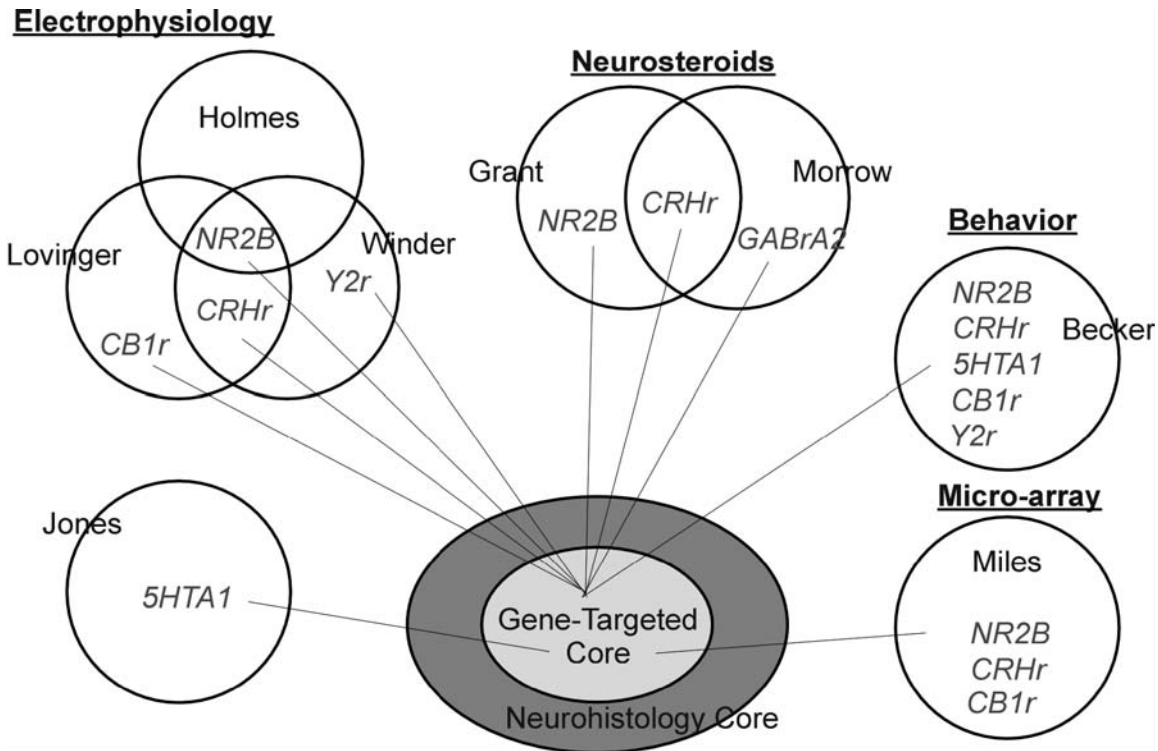 Electrophysiology
Holmes
Lovinger
NR2B
Winder
Y2r
CRHr
CB1r
Neurosteroids
Grant
Morrow
NR2B
CRHr
GABrA2
Behavior
NR2B
CRHr
Becker
5HTA1
CB1r
Y2r
Jones
5HTA1
Gene-Targeted
Core
Neurohistology Core
Micro-array
Miles
NR2B
CRHr
CB1r